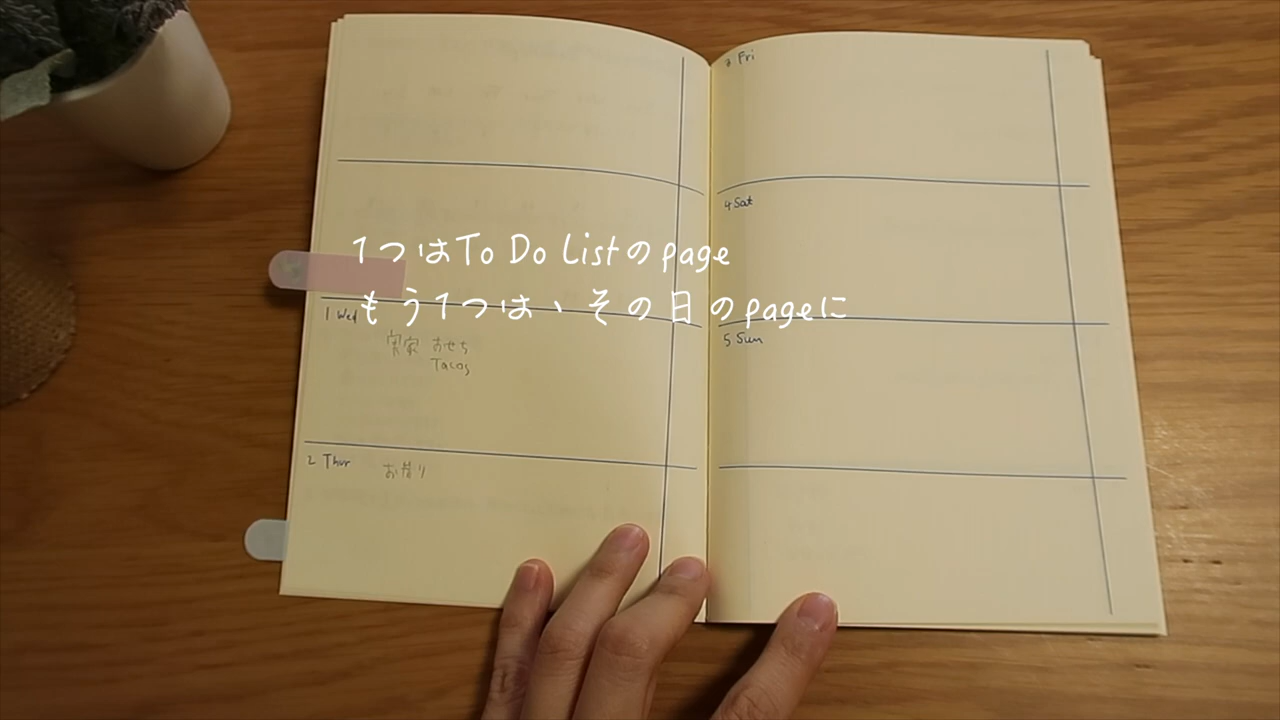 1つはTo Do Listのpage
もう1つは、その日のpageに
1 Wed
実家 おせち
Tacos
2 Thur
お借り
3 Fri
4 Sat
5 Sun